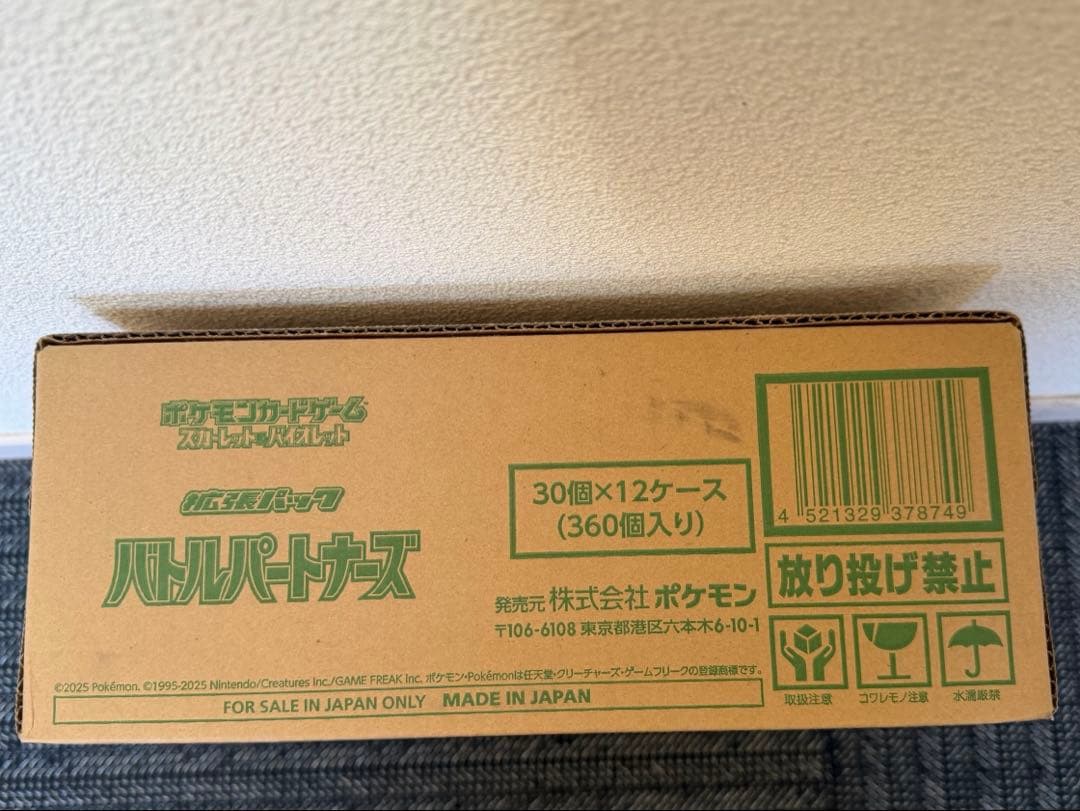 ポケモンカードゲーム
スカーレット&バイオレット
拡張パック
バトルパートナーズ
30個×12ケース
(360個入り)
発売元 株式会社 ポケモン
〒106-6108 東京都港区六本木6-10-1
4 521329 378749
放り投げ禁止
取扱注意
コワレモノ注意
水濡厳禁
©2025 Pokémon. ©1995-2025 Nintendo/Creatures Inc./GAME FREAK Inc. ポケモン・Pokémonは任天堂・クリーチャーズ・ゲームフリークの登録商標です。
FOR SALE IN JAPAN ONLY MADE IN JAPAN